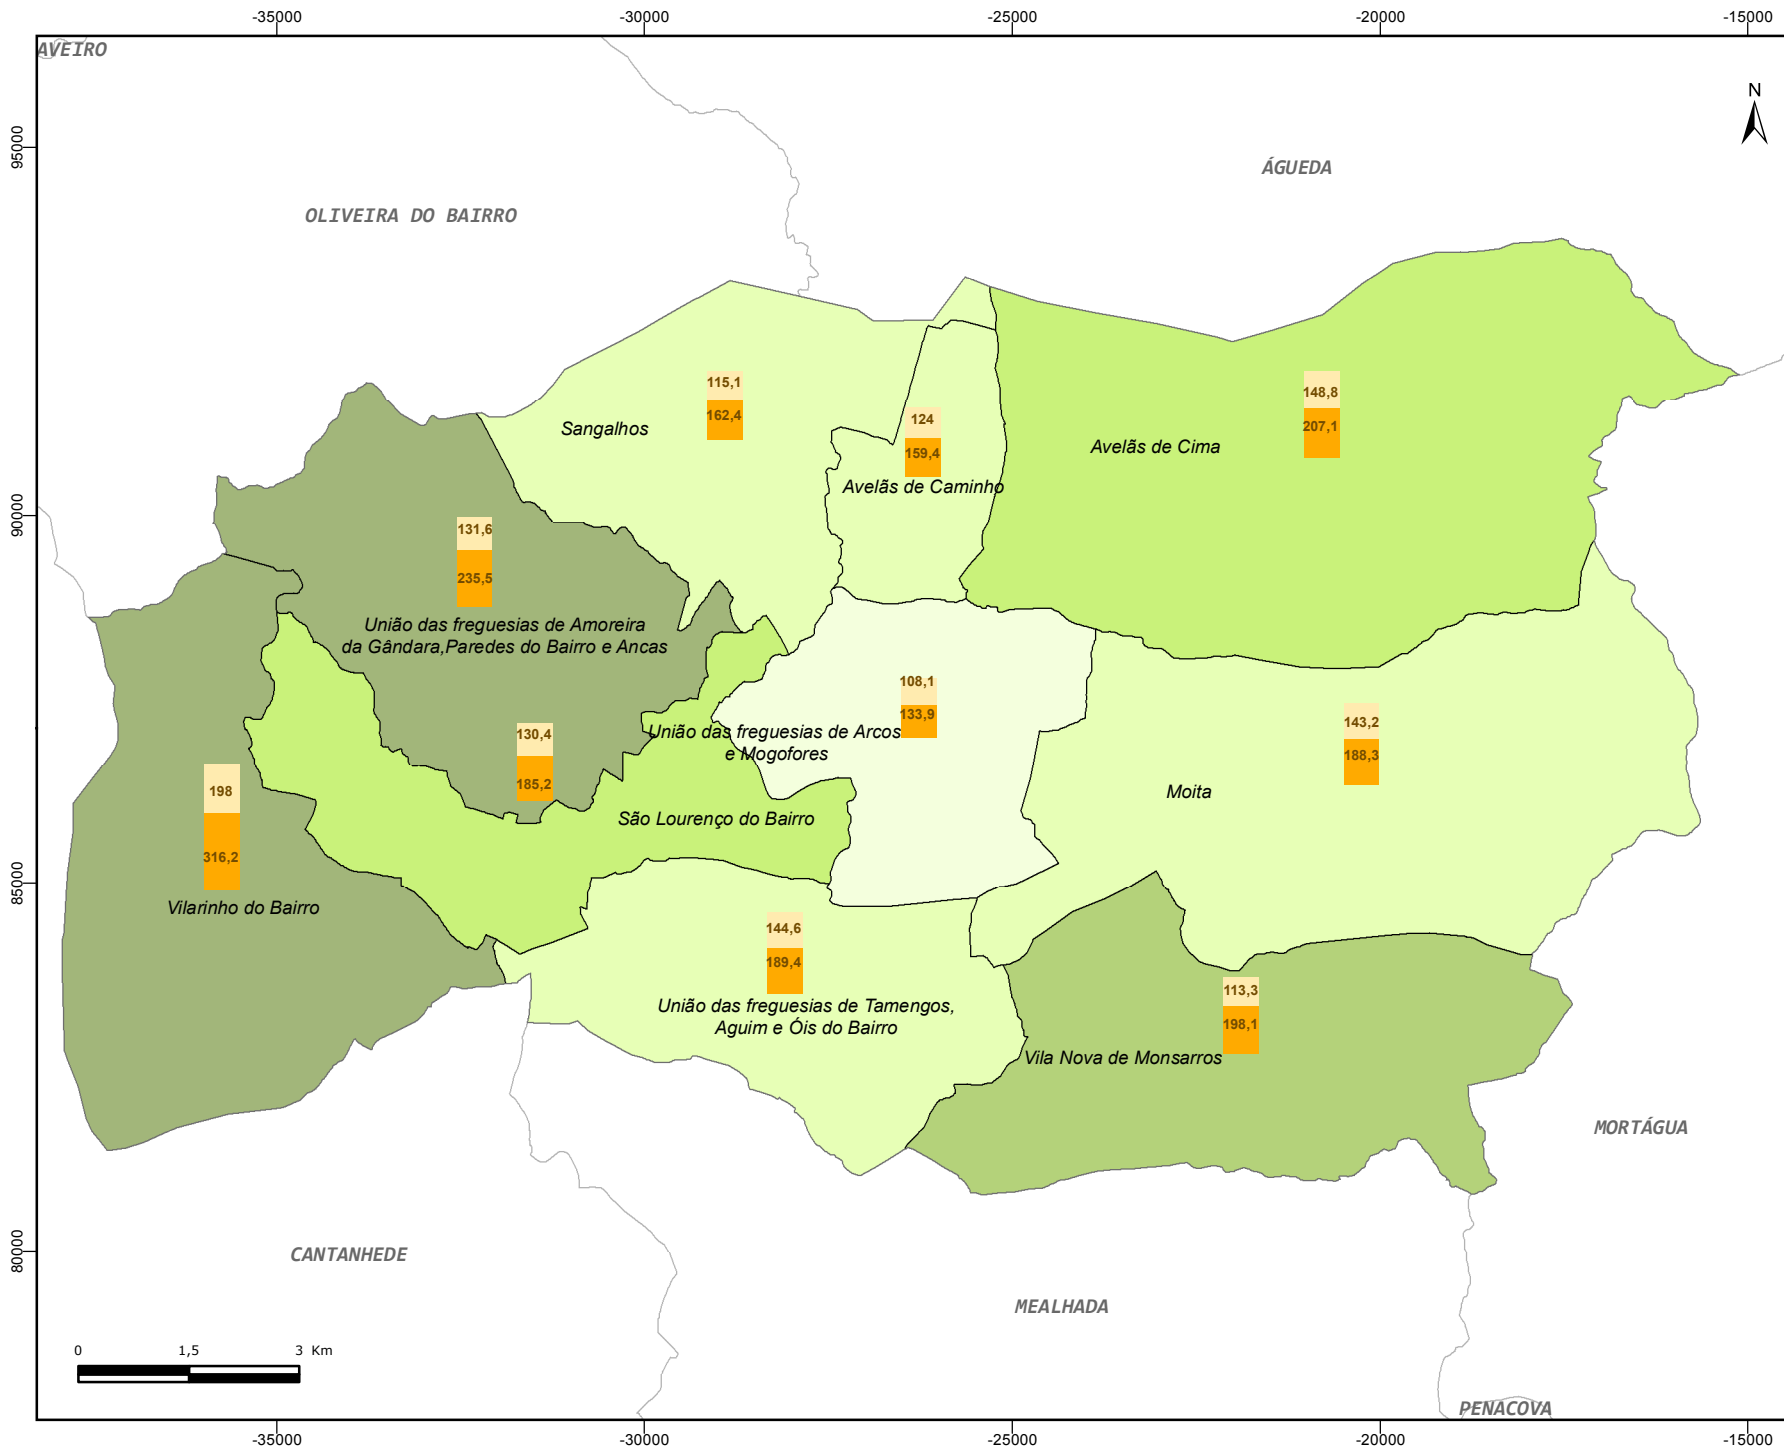 -35000
-30000
-25000
-20000
-15000
AVEIRO
N
95000
ÁGUEDA
OLIVEIRA DO BAIRRO
115,1
162,4
Sangalhos
124
159,4
Avelãs de Caminho
148,8
207,1
Avelãs de Cima
90000
131,6
235,5
União das freguesias de Amoreira
da Gândara,Paredes do Bairro e Ancas
108,1
133,9
União das freguesias de Arcos
e Mogofores
143,2
188,3
Moita
130,4
185,2
São Lourenço do Bairro
198
316,2
Vilarinho do Bairro
85000
144,6
189,4
União das freguesias de Tamengos,
Aguim e Óis do Bairro
113,3
198,1
Vila Nova de Monsarros
MORTÁGUA
80000
CANTANHEDE
MEALHADA
0 1,5 3 Km
PENACOVA
-35000
-30000
-25000
-20000
-15000